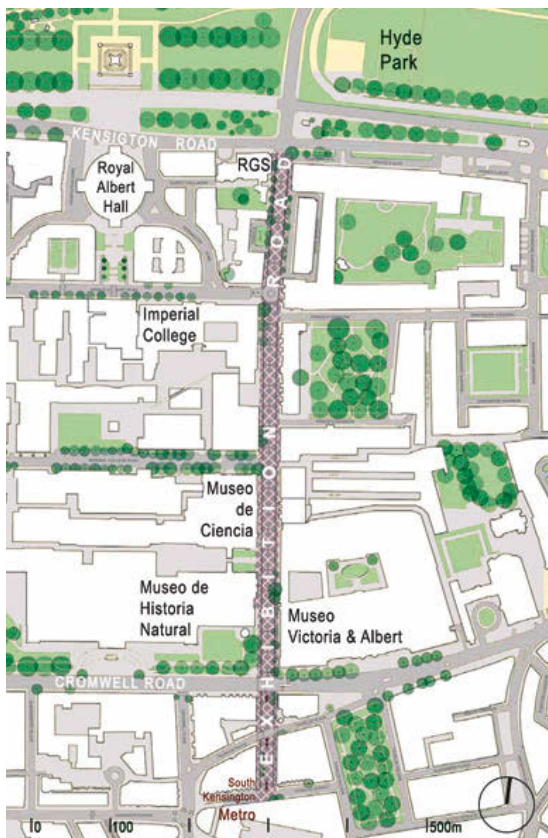 Hyde
Park
KENSIGTON ROAD
RGS
Royal
Albert
Hall
EXHIBITION ROAD
Imperial
College
Museo
de
Ciencia
Museo de
Historia
Natural
Museo
Victoria & Albert
CROMWELL ROAD
South
Kensington
Metro
0
100
500m